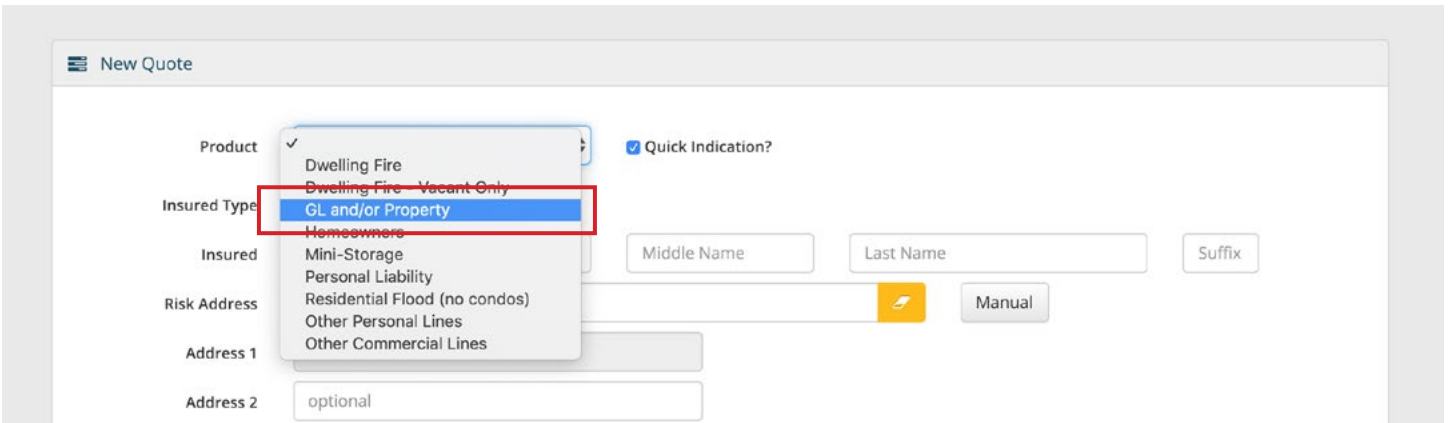 New Quote
Product ✓ Quick Indication?
Dwelling Fire
Dwelling Fire - Vacant Only
Insured Type
GL and/or Property
Homeowners
Insured Middle Name Last Name Suffix
Mini-Storage
Personal Liability
Risk Address Residential Flood (no condos) Manual
Other Personal Lines
Other Commercial Lines
Address 1
Address 2 optional